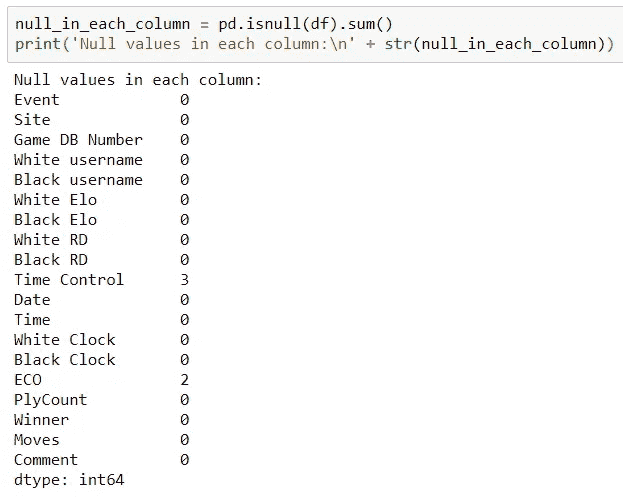 null_in_each_column = pd.isnull(df).sum()
print('Null values in each column:\n' + str(null_in_each_column))
Null values in each column:
Event 0
Site 0
Game DB Number 0
White username 0
Black username 0
White Elo 0
Black Elo 0
White RD 0
Black RD 0
Time Control 3
Date 0
Time 0
White Clock 0
Black Clock 0
ECO 2
PlyCount 0
Winner 0
Moves 0
Comment 0
dtype: int64